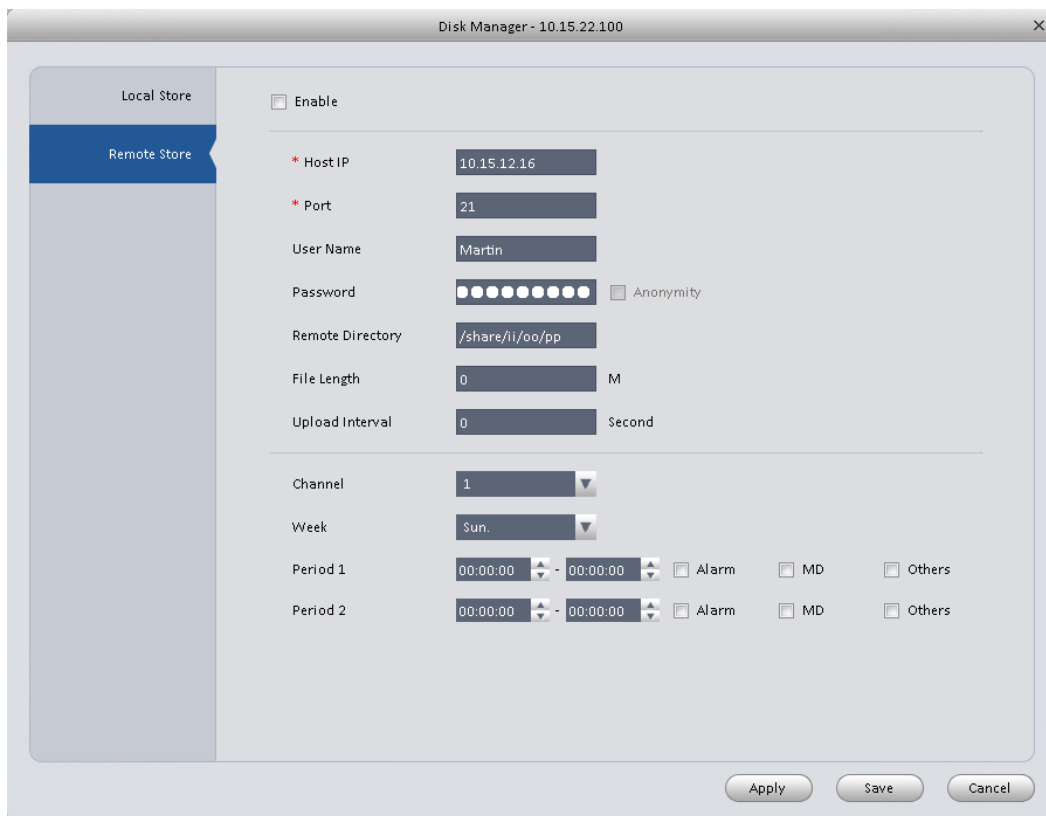 Disk Manager - 10.15.22.100
Local Store
Remote Store
Enable
* Host IP 10.15.12.16
* Port 21
User Name Martin
Password Anonymity
Remote Directory /share/ii/oo/pp
File Length 0 M
Upload Interval 0 Second
Channel 1
Week Sun.
Period 1 00:00:00 - 00:00:00 Alarm MD Others
Period 2 00:00:00 - 00:00:00 Alarm MD Others
Apply Save Cancel